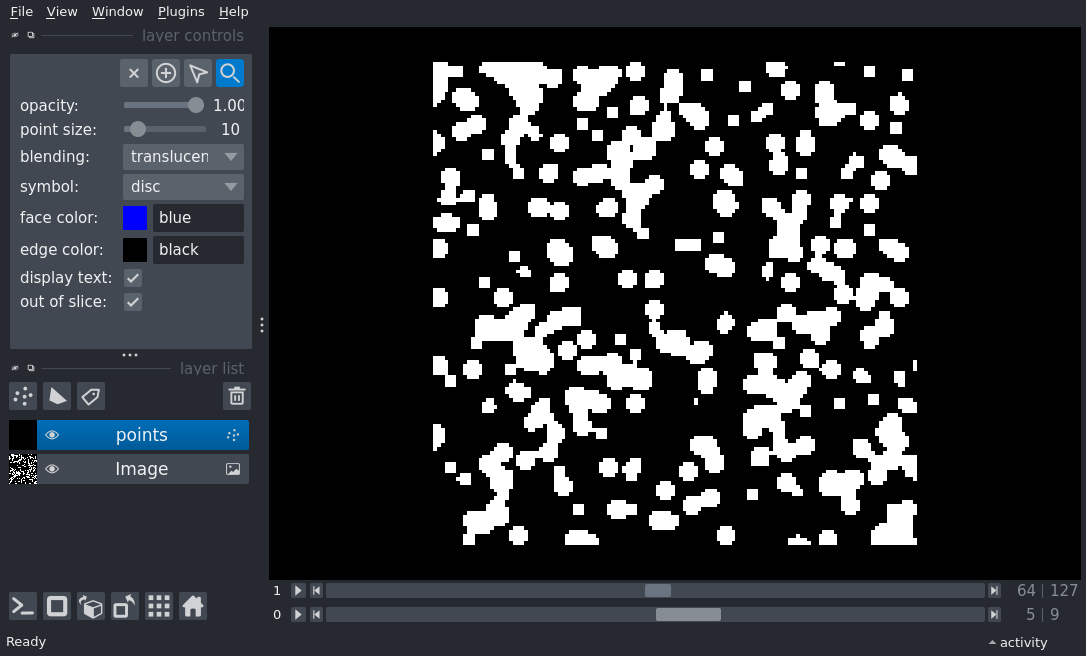 File View Window Plugins Help
layer controls
opacity: 1.00
point size: 10
blending: translucen
symbol: disc
face color: blue
edge color: black
display text:
out of slice:
layer list
points
Image
1 64 | 127
0 5 | 9
Ready activity